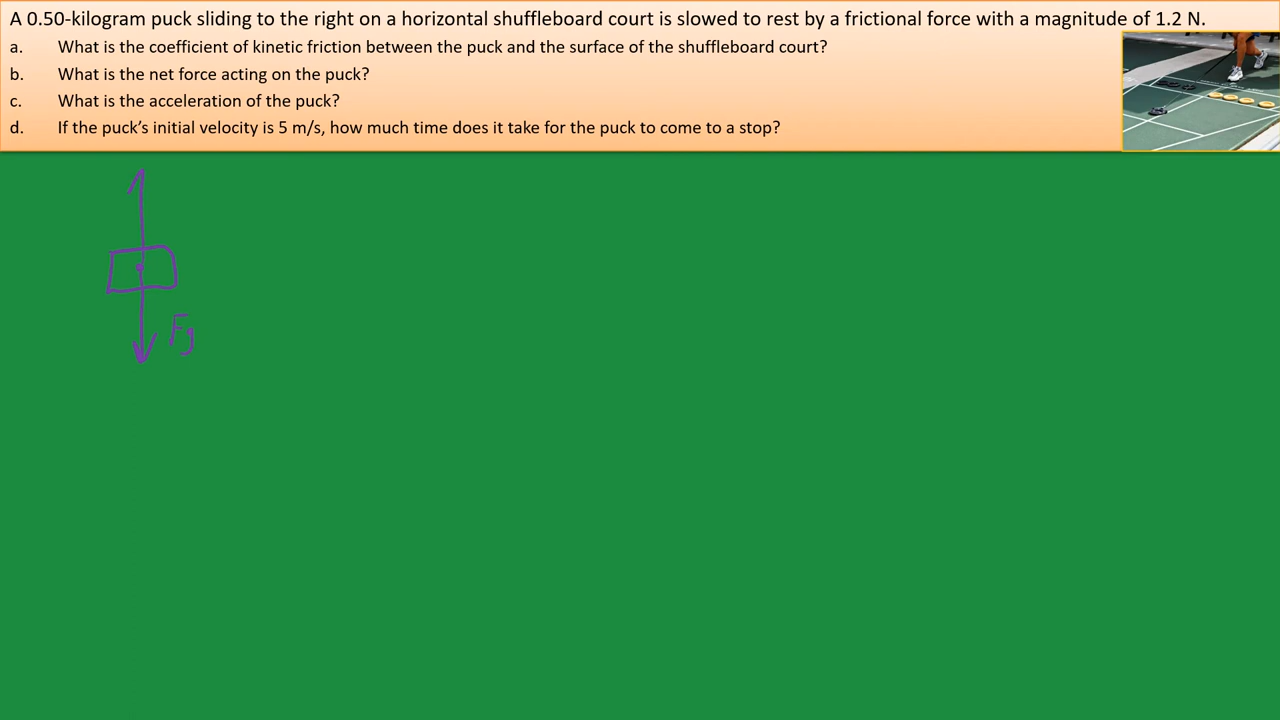 A 0.50-kilogram puck sliding to the right on a horizontal shuffleboard court is slowed to rest by a frictional force with a magnitude of 1.2 N.
a. What is the coefficient of kinetic friction between the puck and the surface of the shuffleboard court?
b. What is the net force acting on the puck?
c. What is the acceleration of the puck?
d. If the puck’s initial velocity is 5 m/s, how much time does it take for the puck to come to a stop?
Fg